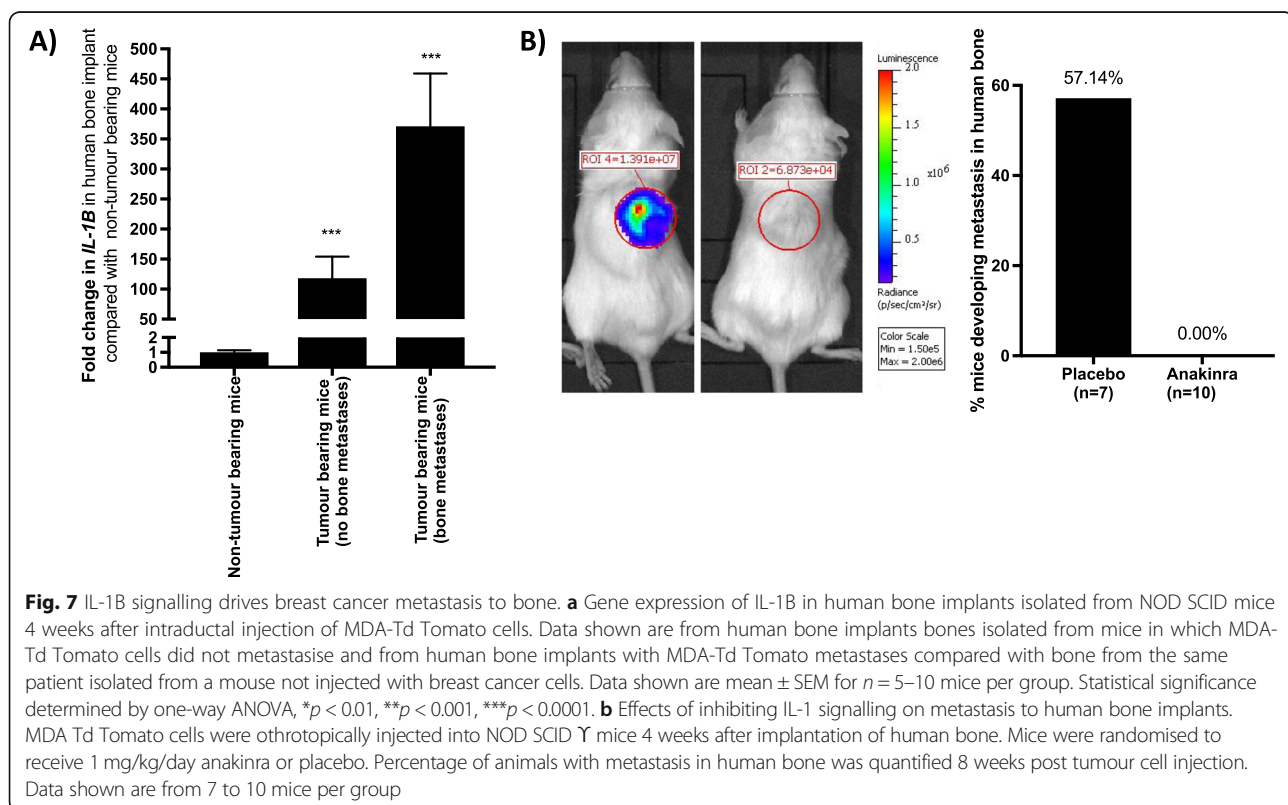 A)
Fold change in IL-1B in human bone implant
compared with non-tumour bearing mice
500
450
400
350
300
250
200
150
100
50
2
1
0
***
***
Non-tumour bearing mice
Tumour bearing mice
(no bone metastases)
Tumour bearing mice
(bone metastases)
B)
ROI 4=1.391e+07
ROI 2=6.873e+04
Luminescence
2.0
1.5
x10⁶
1.0
0.5
Radiance
(p/sec/cm²/sr)
Color Scale
Min = 1.50e5
Max = 2.00e6
% mice developing metastasis in human bone
60
40
20
0
57.14%
0.00%
Placebo
(n=7)
Anakinra
(n=10)
Fig. 7 IL-1B signalling drives breast cancer metastasis to bone. a Gene expression of IL-1B in human bone implants isolated from NOD SCID mice
4 weeks after intraductal injection of MDA-Td Tomato cells. Data shown are from human bone implants bones isolated from mice in which MDA-
Td Tomato cells did not metastasise and from human bone implants with MDA-Td Tomato metastases compared with bone from the same
patient isolated from a mouse not injected with breast cancer cells. Data shown are mean ± SEM for n = 5–10 mice per group. Statistical significance
determined by one-way ANOVA, *p < 0.01, **p < 0.001, ***p < 0.0001. b Effects of inhibiting IL-1 signalling on metastasis to human bone implants.
MDA Td Tomato cells were othrotopically injected into NOD SCID ϒ mice 4 weeks after implantation of human bone. Mice were randomised to
receive 1 mg/kg/day anakinra or placebo. Percentage of animals with metastasis in human bone was quantified 8 weeks post tumour cell injection.
Data shown are from 7 to 10 mice per group